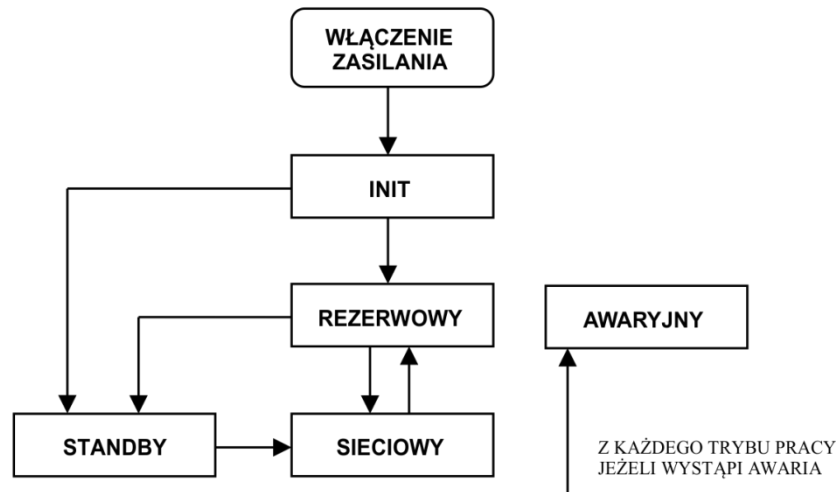 WŁĄCZENIE
ZASILANIA
INIT
REZERWOWY
AWARYJNY
STANDBY
SIECIOWY
Z KAŻDEGO TRYBU PRACY
JEŻELI WYSTĄPI AWARIA